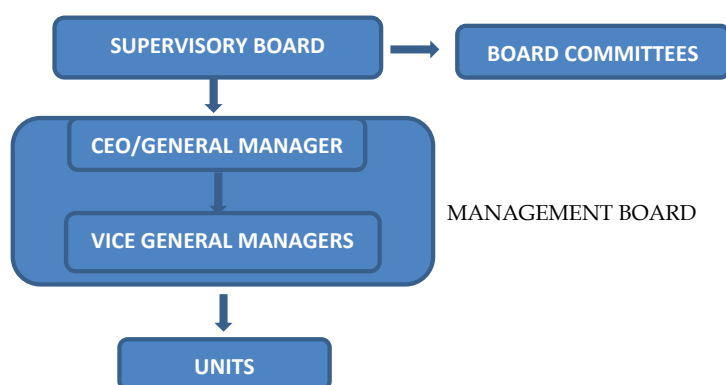 SUPERVISORY BOARD
BOARD COMMITTEES
CEO/GENERAL MANAGER
VICE GENERAL MANAGERS
MANAGEMENT BOARD
UNITS